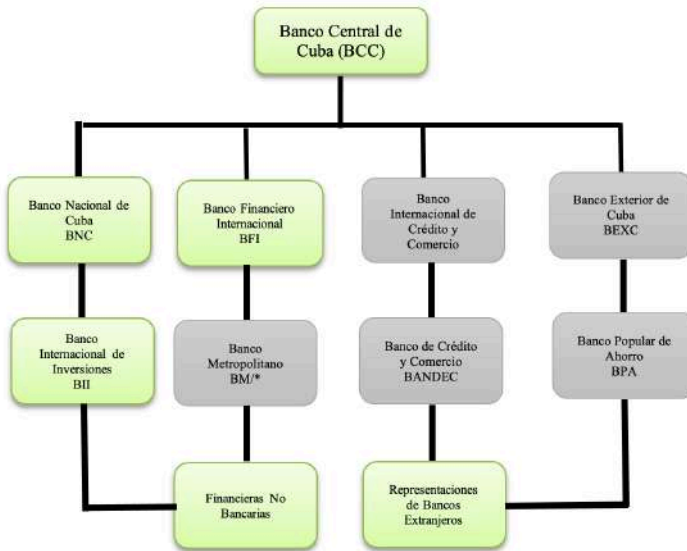 Banco Central de
Cuba (BCC)
Banco Nacional de
Cuba
BNC
Banco Financiero
Internacional
BFI
Banco
Internacional de
Crédito y
Comercio
Banco Exterior de
Cuba
BEXC
Banco
Internacional de
Inversiones
BII
Banco
Metropolitano
BM/*
Banco de Crédito
y Comercio
BANDEC
Banco Popular de
Ahorro
BPA
Financieras No
Bancarias
Representaciones
de Bancos
Extranjeros